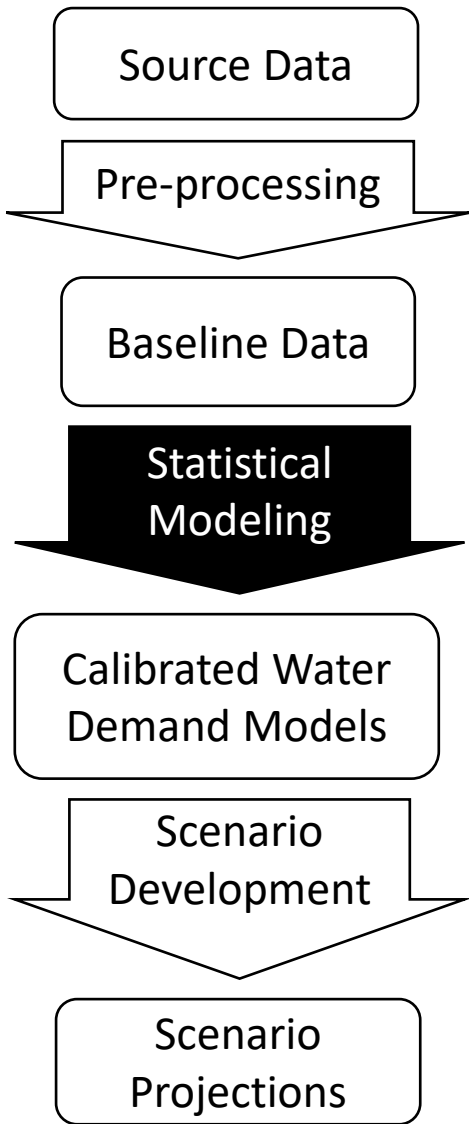 Source Data
Pre-processing
Baseline Data
Statistical
Modeling
Calibrated Water
Demand Models
Scenario
Development
Scenario
Projections